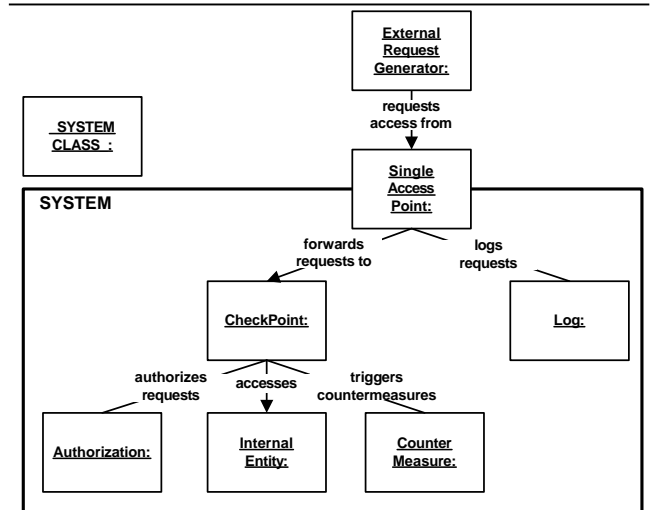 External
Request
Generator:
requests
access from
SYSTEM
CLASS :
Single
Access
Point:
SYSTEM
forwards
requests to
logs
requests
CheckPoint:
Log:
authorizes
requests
accesses
triggers
countermeasures
Authorization:
Internal
Entity:
Counter
Measure: